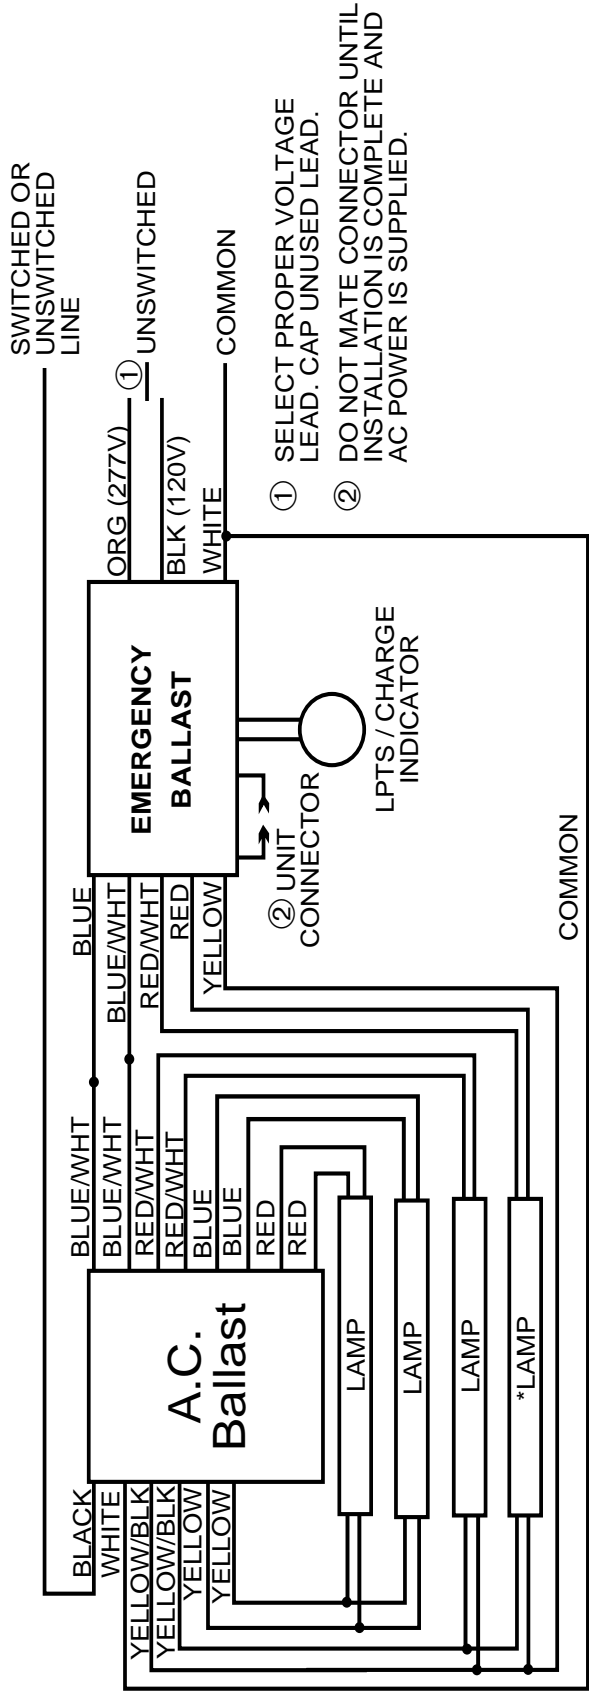 SWITCHED OR
UNSWITCHED
LINE
ORG (277V)
① UNSWITCHED
BLK (120V)
WHITE
COMMON
EMERGENCY
BALLAST
BLUE
BLUE/WHT
RED/WHT
RED
YELLOW
② UNIT
CONNECTOR
LPTS / CHARGE
INDICATOR
① SELECT PROPER VOLTAGE
LEAD. CAP UNUSED LEAD.
② DO NOT MATE CONNECTOR UNTIL
INSTALLATION IS COMPLETE AND
AC POWER IS SUPPLIED.
BLUE/WHT
BLUE/WHT
RED/WHT
RED/WHT
BLUE
BLUE
RED
RED
A.C.
Ballast
BLACK
WHITE
YELLOW/BLK
YELLOW/BLK
YELLOW
YELLOW
LAMP
LAMP
LAMP
*LAMP
COMMON